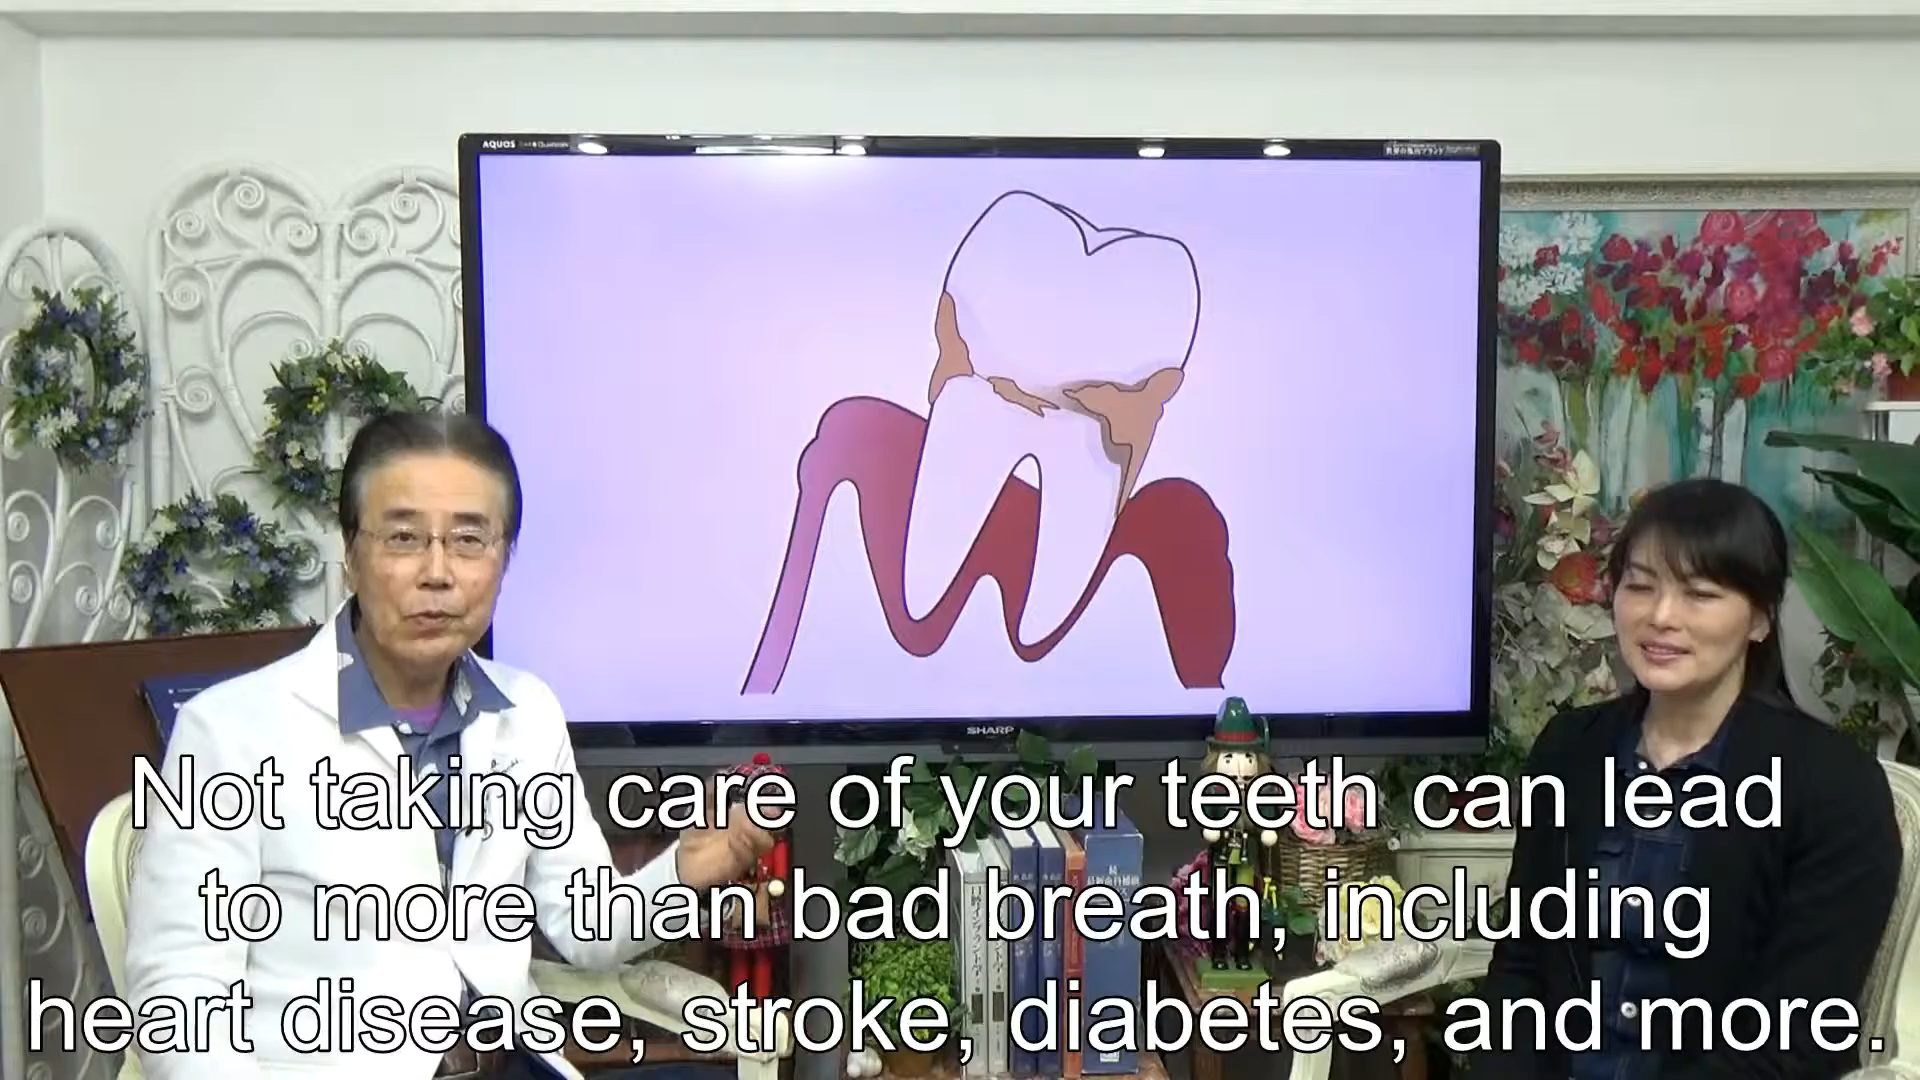 AQUOS
SHARP
Not taking care of your teeth can lead
to more than bad breath, including
heart disease, stroke, diabetes, and more.